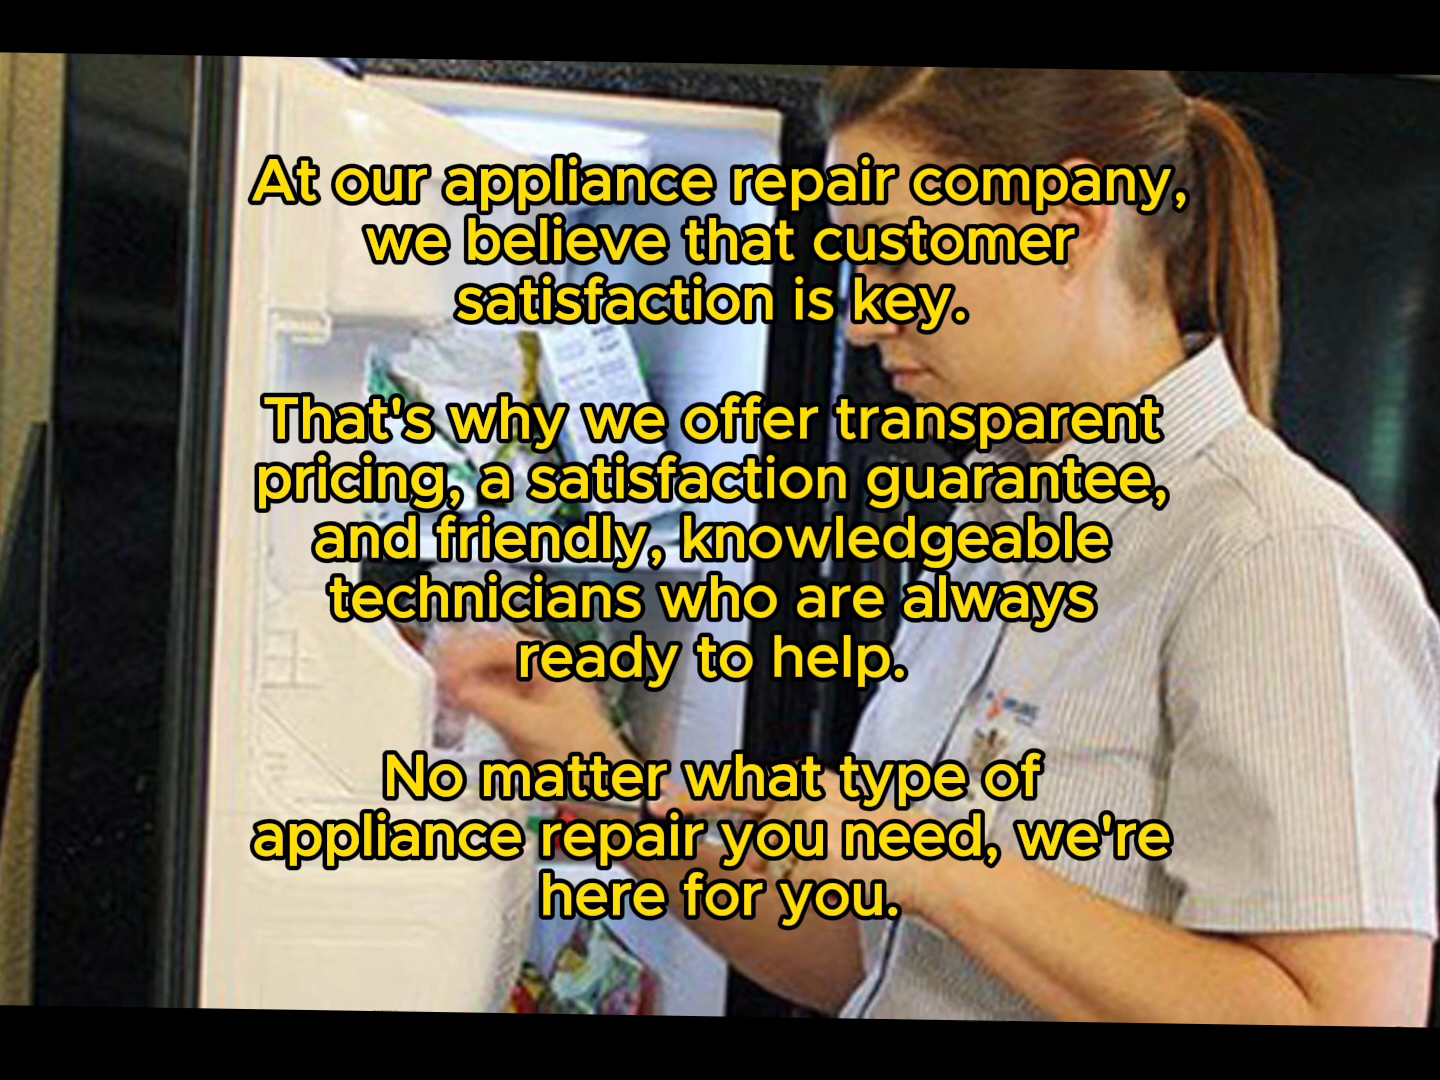 At our appliance repair company,
we believe that customer
satisfaction is key.
That's why we offer transparent
pricing, a satisfaction guarantee,
and friendly, knowledgeable
technicians who are always
ready to help.
No matter what type of
appliance repair you need, we're
here for you.